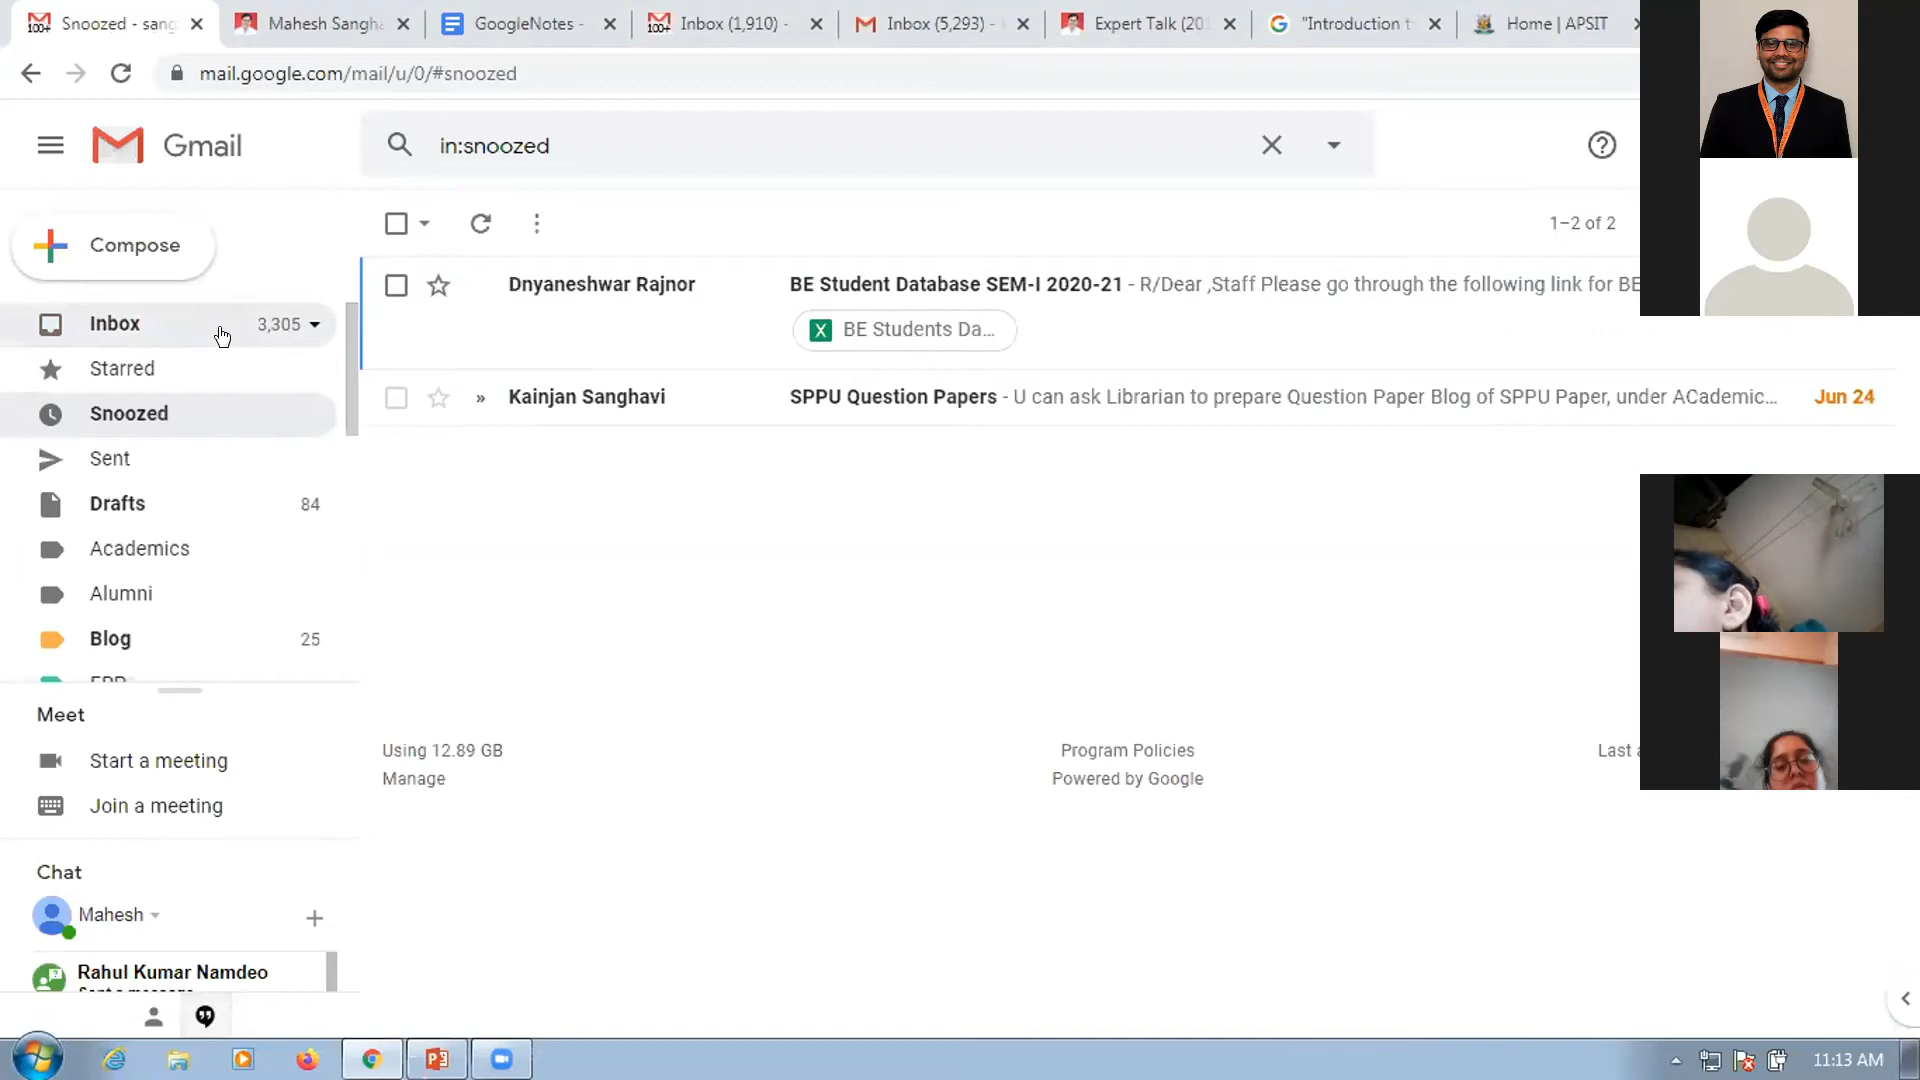 Snoozed - sang
Mahesh Sangha
GoogleNotes -
Inbox (1,910) -
Inbox (5,293) -
Expert Talk (20
"Introduction t
Home | APSIT
mail.google.com/mail/u/0/#snoozed
Gmail
in:snoozed
Compose
1–2 of 2
Inbox 3,305
Starred
Snoozed
Sent
Drafts 84
Academics
Alumni
Blog 25
Dnyaneshwar Rajnor BE Student Database SEM-I 2020-21 - R/Dear ,Staff Please go through the following link for BE
X BE Students Da...
» Kainjan Sanghavi SPPU Question Papers - U can ask Librarian to prepare Question Paper Blog of SPPU Paper, under ACademic... Jun 24
Using 12.89 GB
Manage
Program Policies
Powered by Google
Last
Meet
Start a meeting
Join a meeting
Chat
Mahesh
Rahul Kumar Namdeo
11:13 AM